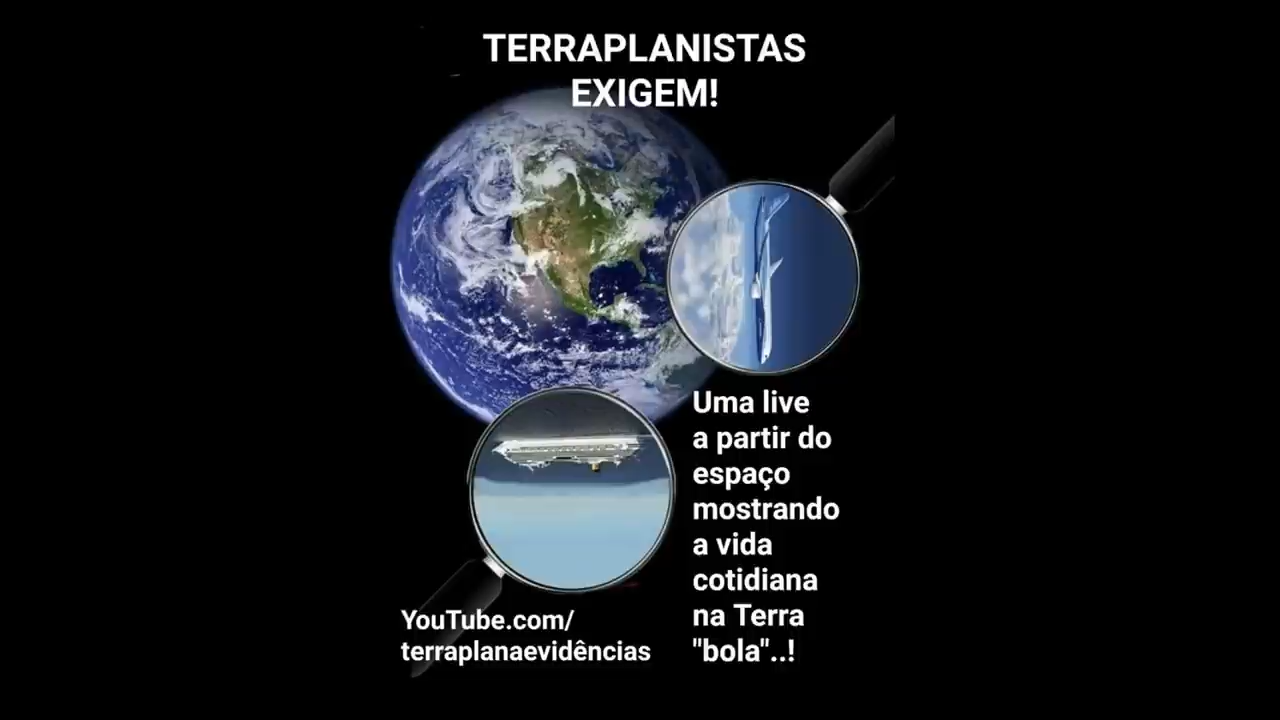 TERRAPLANISTAS
EXIGEM!
Uma live
a partir do
espaço
mostrando
a vida
cotidiana
na Terra
"bola"..!
YouTube.com/
terraplanaevidências